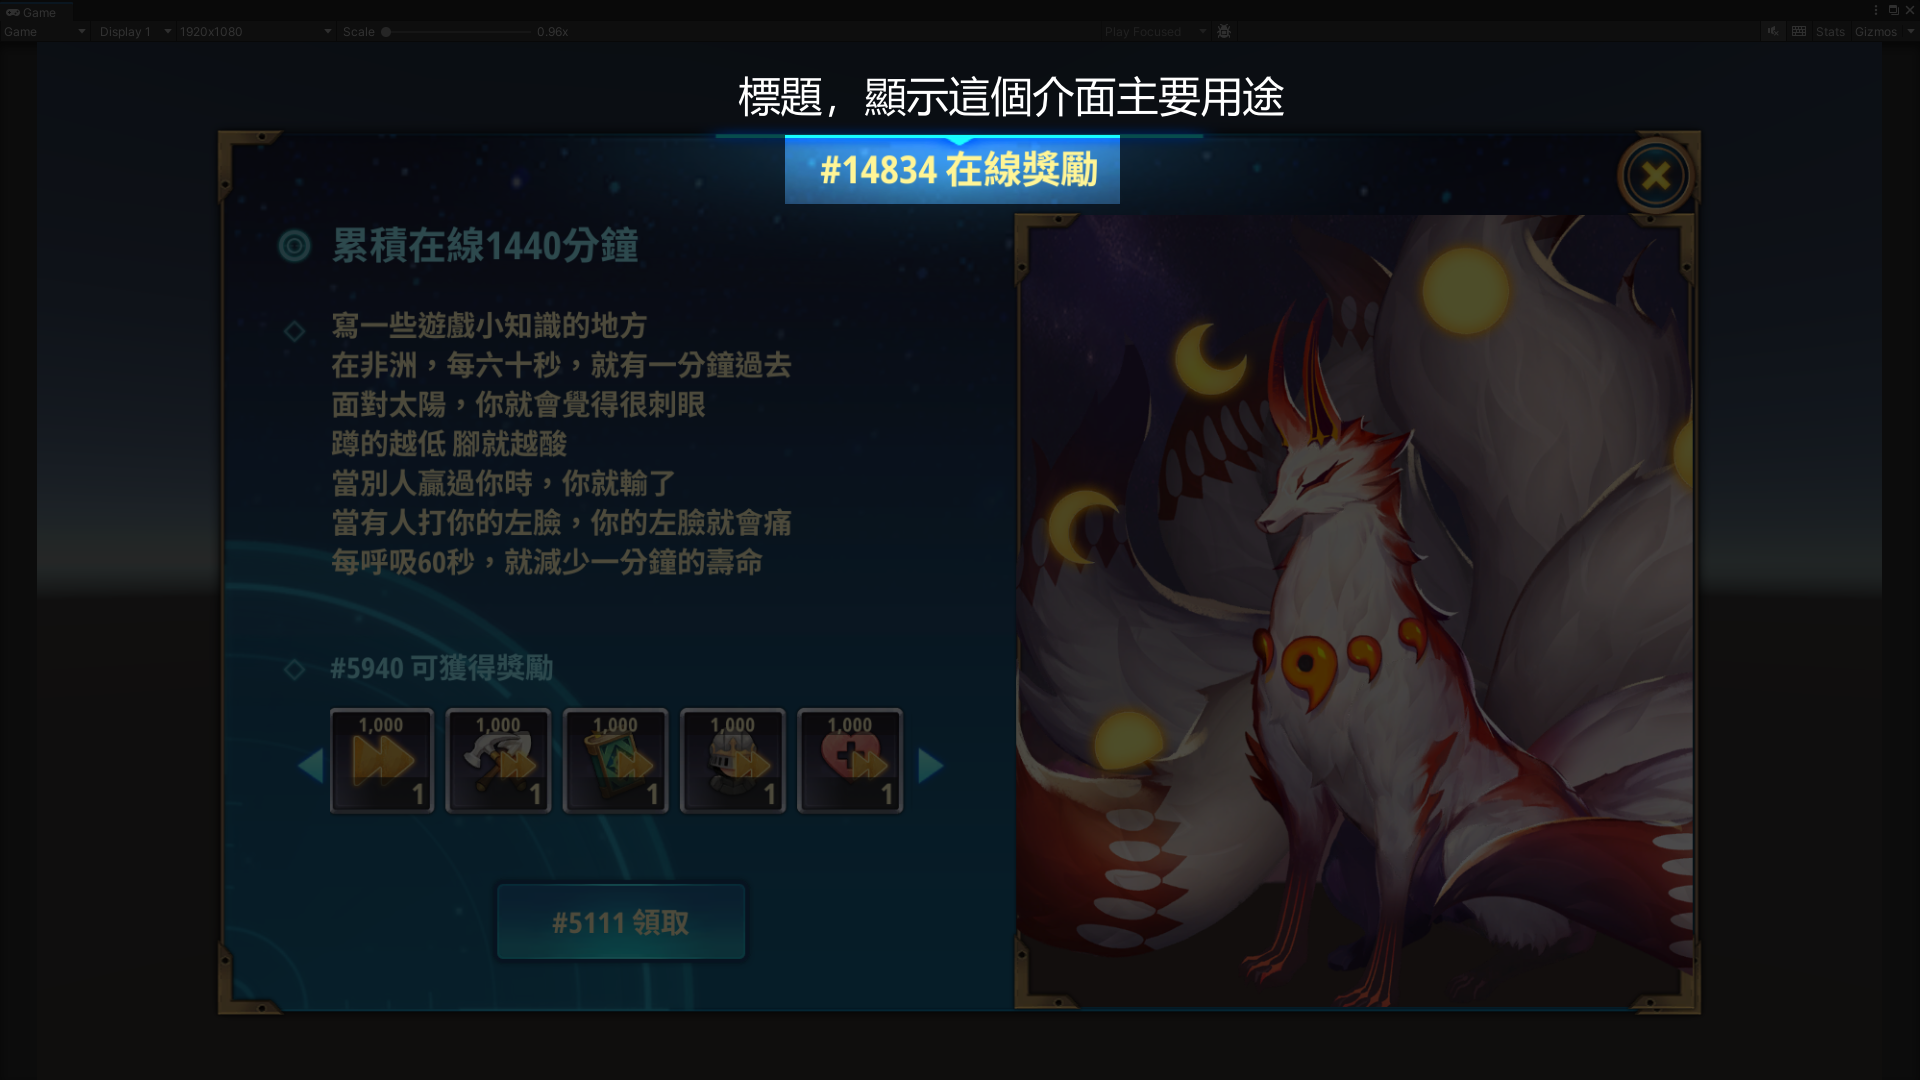 Game
Game
Display 1
1920x1080
Scale
0.96x
Play Focused
Stats
Gizmos
標題，顯示這個介面主要用途
#14834 在線獎勵
累積在線1440分鐘
寫一些遊戲小知識的地方
在非洲，每六十秒，就有一分鐘過去
面對太陽，你就會覺得很刺眼
蹲的越低 腳就越酸
當別人贏過你時，你就輸了
當有人打你的左臉，你的左臉就會痛
每呼吸60秒，就減少一分鐘的壽命
#5940 可獲得獎勵
1,000
1
1,000
1
1,000
1
1,000
1
1,000
1
#5111 領取